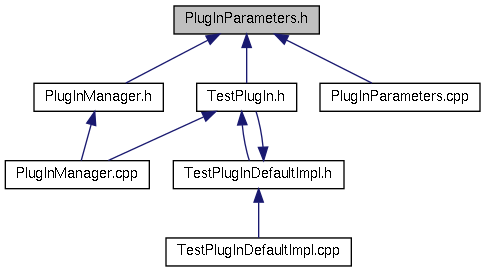 PlugInParameters.h
PlugInManager.h
TestPlugIn.h
PlugInParameters.cpp
PlugInManager.cpp
TestPlugInDefaultImpl.h
TestPlugInDefaultImpl.cpp